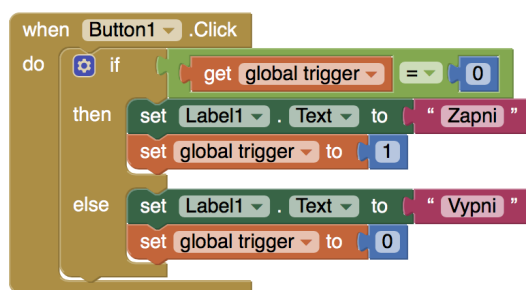 when Button1 .Click
do if get global trigger = 0
then set Label1 . Text to " Zapni "
set global trigger to 1
else set Label1 . Text to " Vypni "
set global trigger to 0